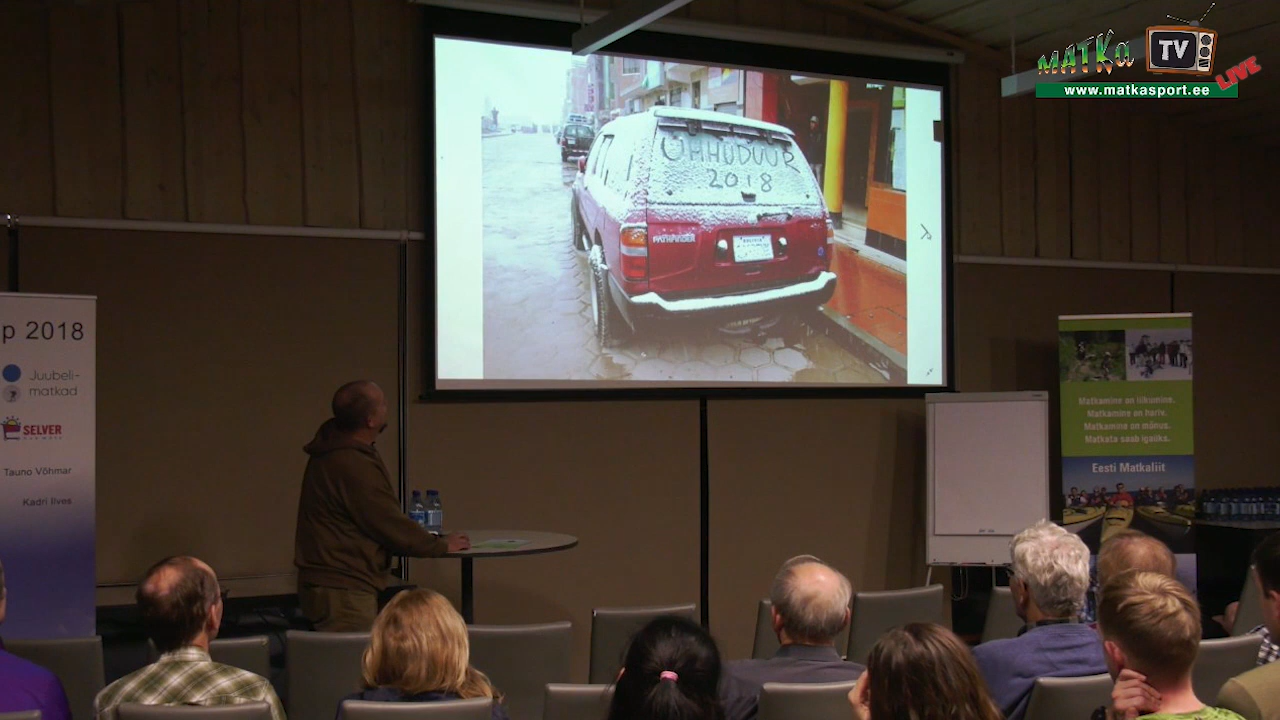 MATKa
TV
LIVE
www.matkasport.ee
ÕHHUDUUR
2018
PATHFINDER
p 2018
Juubeli-
matkad
SELVER
Tauno Võhmar
Kadri Ilves
Matkamine on liikumine.
Matkamine on hariv.
Matkamine on mõnus.
Matkata saab igaüks.
Eesti Matkaliit